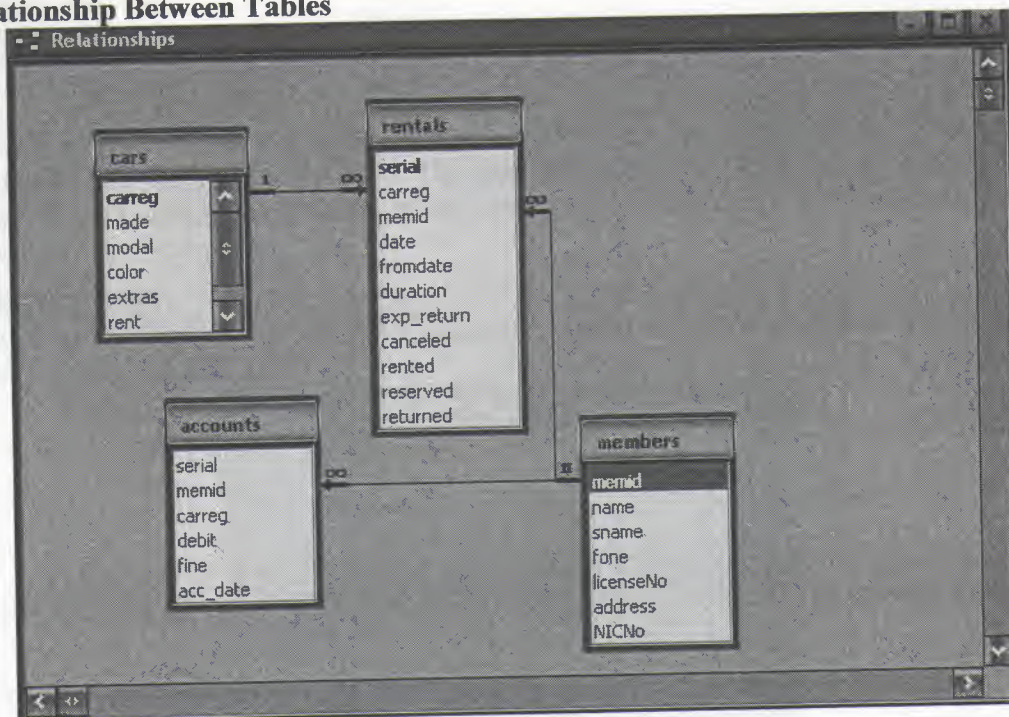 ationship Between Tables
Relationships
cars
carreg
made
modal
color
extras
rent
1
∞
rentals
serial
carreg
memid
date
fromdate
duration
exp_return
canceled
rented
reserved
returned
∞
accounts
serial
memid
carreg
debit
fine
acc_date
∞
members
memid
name
sname
fone
licenseNo
address
NICNo